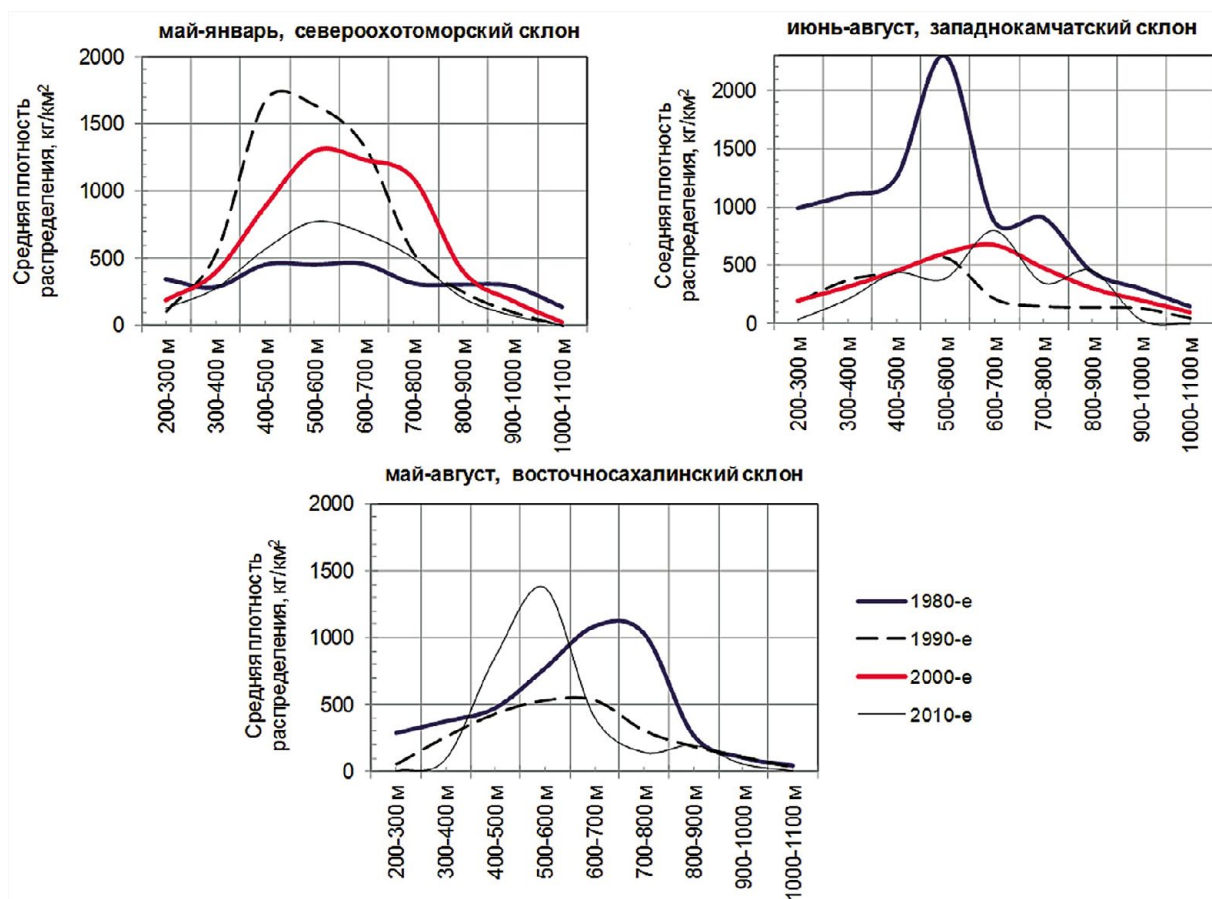 май-январь, североохотоморский склон
Средняя плотность
распределения, кг/км²
2000
1500
1000
500
0
200-300 м
300-400 м
400-500 м
500-600 м
600-700 м
700-800 м
800-900 м
900-1000 м
1000-1100 м
июнь-август, западнокамчатский склон
Средняя плотность
распределения, кг/км²
2000
1500
1000
500
0
200-300 м
300-400 м
400-500 м
500-600 м
600-700 м
700-800 м
800-900 м
900-1000 м
1000-1100 м
май-август, восточносахалинский склон
Средняя плотность
распределения, кг/км²
2000
1500
1000
500
0
200-300 м
300-400 м
400-500 м
500-600 м
600-700 м
700-800 м
800-900 м
900-1000 м
1000-1100 м
1980-е
1990-е
2000-е
2010-е